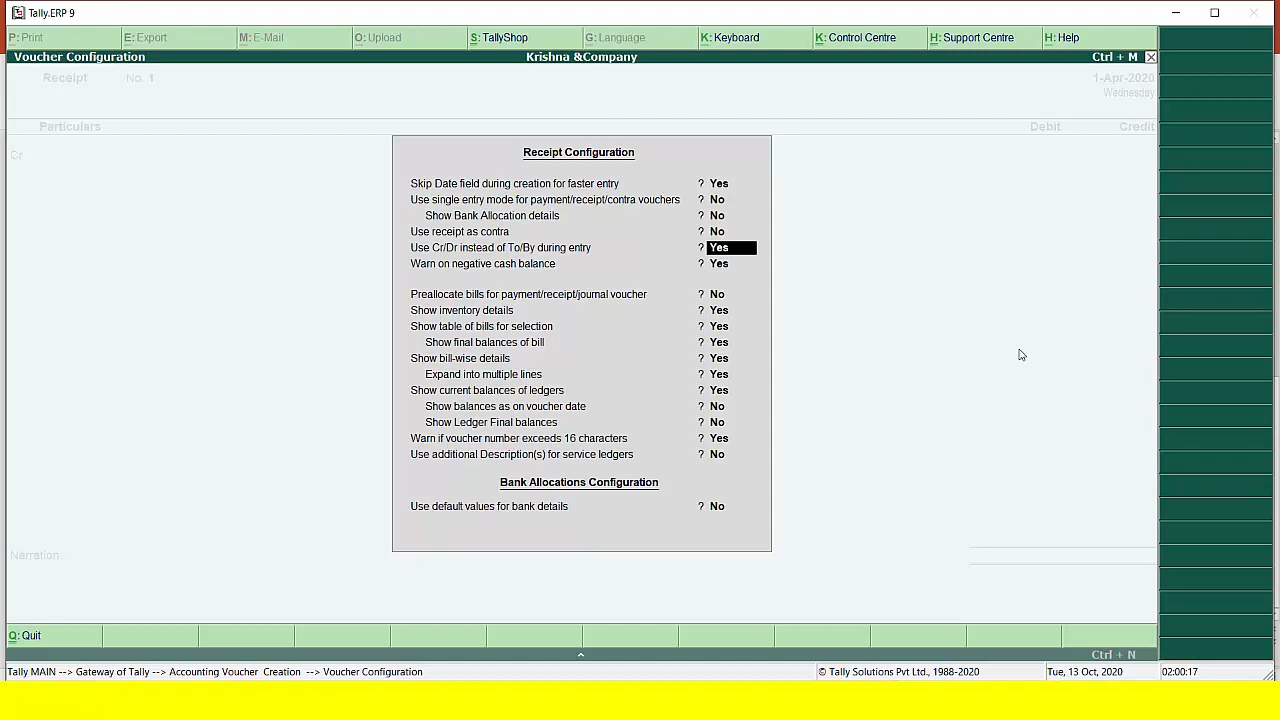 Tally.ERP 9
P: Print E: Export M: E-Mail O: Upload S: TallyShop G: Language K: Keyboard K: Control Centre H: Support Centre H: Help
Voucher Configuration Krishna &Company Ctrl + M
Receipt No. 1 1-Apr-2020
Wednesday
Particulars Debit Credit
Cr
Receipt Configuration
Skip Date field during creation for faster entry ? Yes
Use single entry mode for payment/receipt/contra vouchers ? No
Show Bank Allocation details ? No
Use receipt as contra ? No
Use Cr/Dr instead of To/By during entry ? Yes
Warn on negative cash balance ? Yes
Preallocate bills for payment/receipt/journal voucher ? No
Show inventory details ? Yes
Show table of bills for selection ? Yes
Show final balances of bill ? Yes
Show bill-wise details ? Yes
Expand into multiple lines ? Yes
Show current balances of ledgers ? Yes
Show balances as on voucher date ? No
Show Ledger Final balances ? No
Warn if voucher number exceeds 16 characters ? Yes
Use additional Description(s) for service ledgers ? No
Bank Allocations Configuration
Use default values for bank details ? No
Narration:
Q: Quit
Ctrl + N
Tally MAIN --> Gateway of Tally --> Accounting Voucher Creation --> Voucher Configuration © Tally Solutions Pvt Ltd., 1988-2020 Tue, 13 Oct, 2020 02:00:17